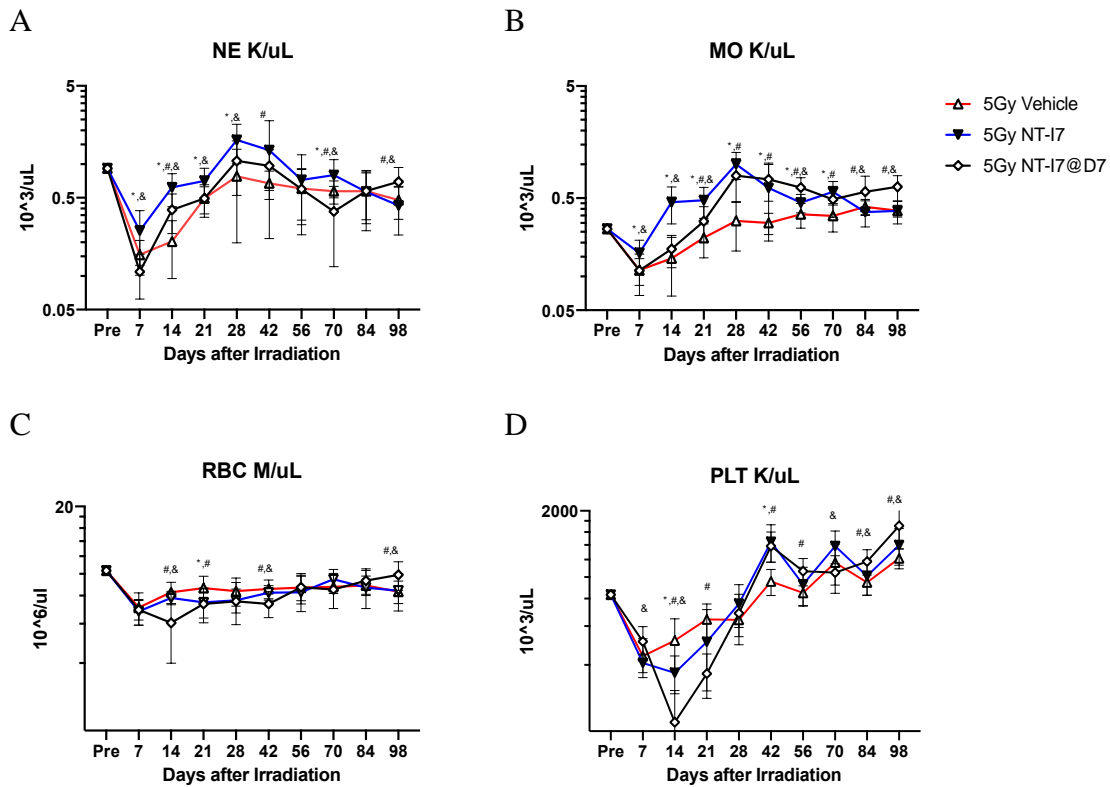 A
NE K/uL
5
0.5
0.05
10^3/uL
*,&
*,#,&
*,&
*,&
#
*,#,&
#,&
Pre 7 14 21 28 42 56 70 84 98
Days after Irradiation
B
MO K/uL
5
0.5
0.05
10^3/uL
*,&
*,&
*,#,&
*,#
*,#
*,#,&
*,#
#,&
#,&
Pre 7 14 21 28 42 56 70 84 98
Days after Irradiation
5Gy Vehicle
5Gy NT-I7
5Gy NT-I7@D7
C
RBC M/uL
20
10^6/ul
#,&
*,#
#,&
#,&
Pre 7 14 21 28 42 56 70 84 98
Days after Irradiation
D
PLT K/uL
2000
10^3/uL
&
*,#,&
#
*,#
#
&
#,&
#,&
Pre 7 14 21 28 42 56 70 84 98
Days after Irradiation